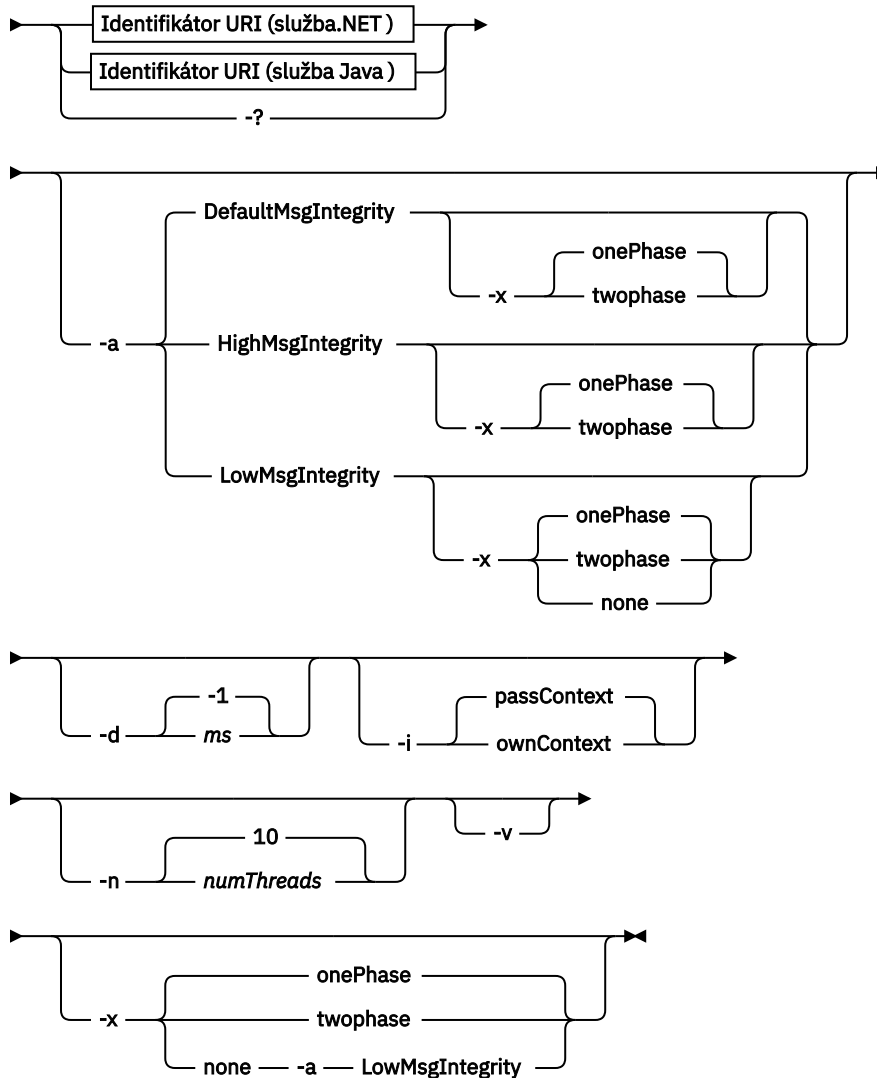 Identifikátor URI (služba.NET )
Identifikátor URI (služba Java )
-?
DefaultMsgIntegrity
onePhase
-x twophase
-a HighMsgIntegrity
onePhase
-x twophase
LowMsgIntegrity
onePhase
-x twophase
none
-1 passContext
-d ms -i ownContext
10 -v
-n numThreads
onePhase
-x twophase
none -a LowMsgIntegrity